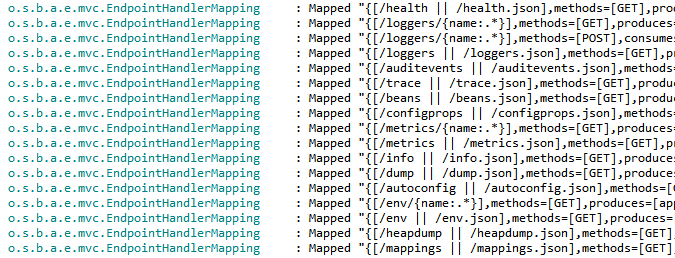 o.s.b.a.e.mvc.EndpointHandlerMapping : Mapped "{[/health || /health.json],methods=[GET],pro
o.s.b.a.e.mvc.EndpointHandlerMapping : Mapped "{[/loggers/{name:.*}],methods=[GET],produces=
o.s.b.a.e.mvc.EndpointHandlerMapping : Mapped "{[/loggers/{name:.*}],methods=[POST],consumes
o.s.b.a.e.mvc.EndpointHandlerMapping : Mapped "{[/loggers || /loggers.json],methods=[GET],pr
o.s.b.a.e.mvc.EndpointHandlerMapping : Mapped "{[/auditevents || /auditevents.json],methods=
o.s.b.a.e.mvc.EndpointHandlerMapping : Mapped "{[/trace || /trace.json],methods=[GET],produc
o.s.b.a.e.mvc.EndpointHandlerMapping : Mapped "{[/beans || /beans.json],methods=[GET],produc
o.s.b.a.e.mvc.EndpointHandlerMapping : Mapped "{[/configprops || /configprops.json],methods=
o.s.b.a.e.mvc.EndpointHandlerMapping : Mapped "{[/metrics/{name:.*}],methods=[GET],produces=
o.s.b.a.e.mvc.EndpointHandlerMapping : Mapped "{[/metrics || /metrics.json],methods=[GET],pr
o.s.b.a.e.mvc.EndpointHandlerMapping : Mapped "{[/info || /info.json],methods=[GET],produces
o.s.b.a.e.mvc.EndpointHandlerMapping : Mapped "{[/dump || /dump.json],methods=[GET],produces
o.s.b.a.e.mvc.EndpointHandlerMapping : Mapped "{[/autoconfig || /autoconfig.json],methods=[G
o.s.b.a.e.mvc.EndpointHandlerMapping : Mapped "{[/env/{name:.*}],methods=[GET],produces=[app
o.s.b.a.e.mvc.EndpointHandlerMapping : Mapped "{[/env || /env.json],methods=[GET],produces=
o.s.b.a.e.mvc.EndpointHandlerMapping : Mapped "{[/heapdump || /heapdump.json],methods=[GET],
o.s.b.a.e.mvc.EndpointHandlerMapping : Mapped "{[/mappings || /mappings.json],methods=[GET],